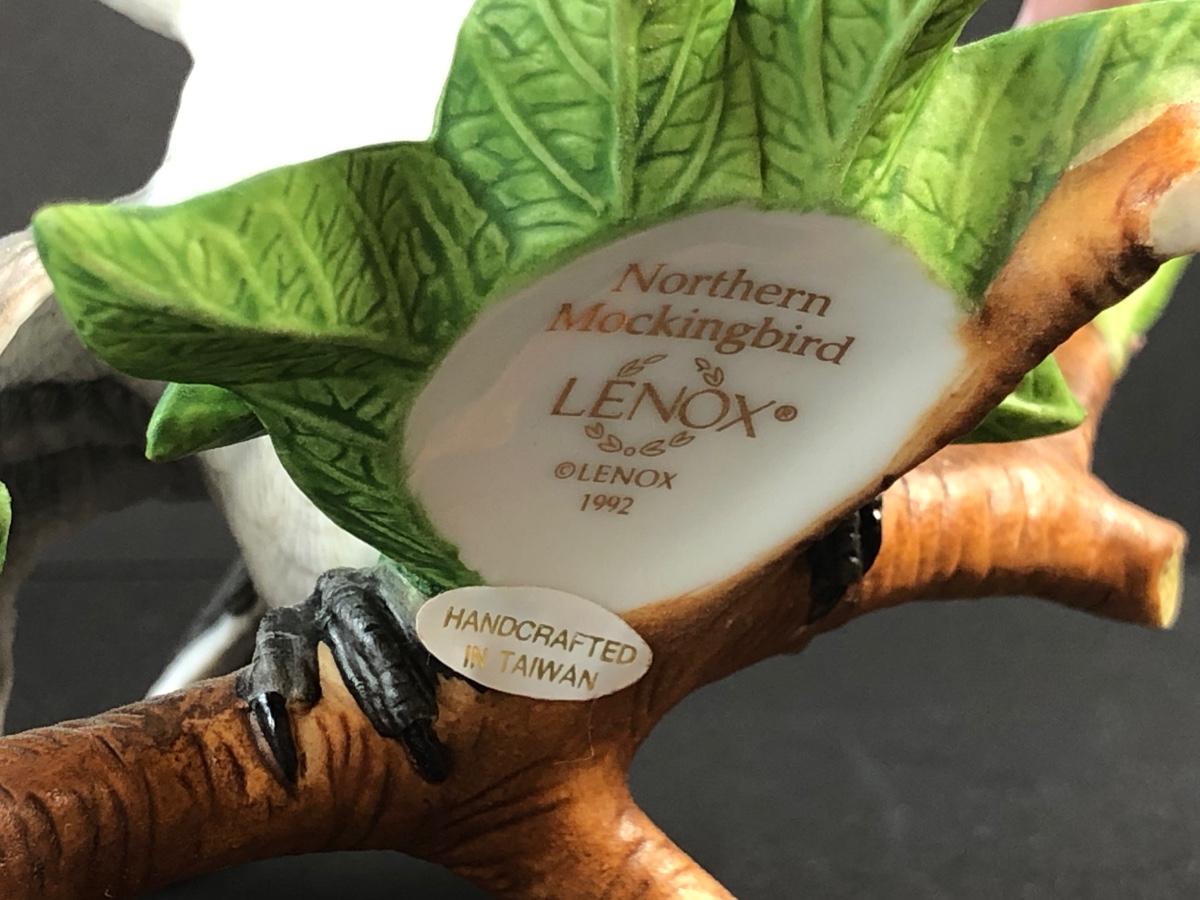 Northern
Mockingbird
LENOX®
©LENOX
1992
HANDCRAFTED
IN TAIWAN